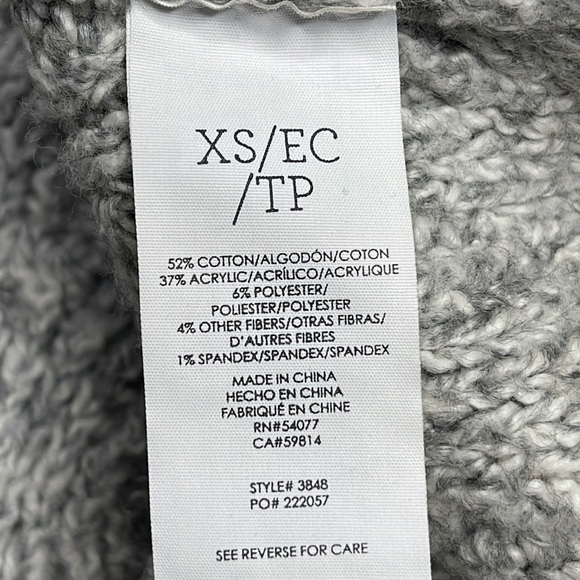 XS/EC
/TP
52% COTTON/ALGODÓN/COTON
37% ACRYLIC/ACRÍLICO/ACRYLIQUE
6% POLYESTER/
POLIESTER/POLYESTER
4% OTHER FIBERS/OTRAS FIBRAS/
D'AUTRES FIBRES
1% SPANDEX/SPANDEX/SPANDEX
MADE IN CHINA
HECHO EN CHINA
FABRIQUÉ EN CHINE
RN#54077
CA#59814
STYLE# 3848
PO# 222057
SEE REVERSE FOR CARE